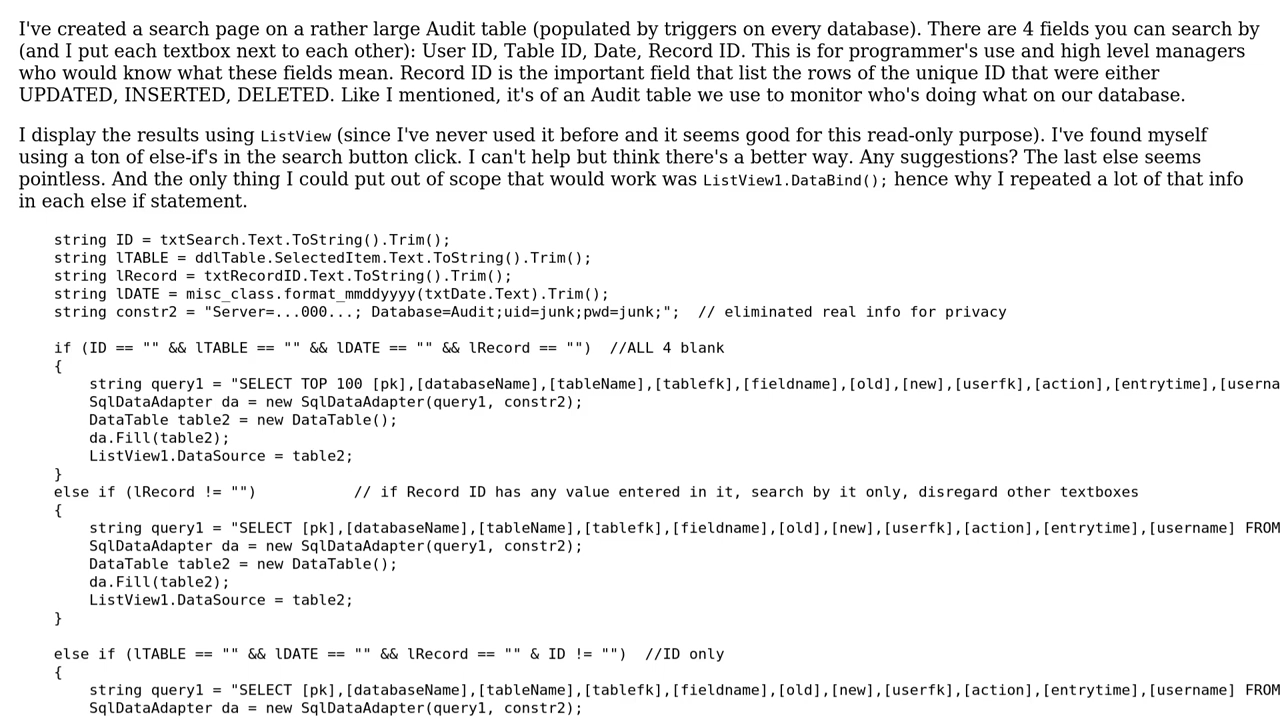 I've created a search page on a rather large Audit table (populated by triggers on every database). There are 4 fields you can search by
(and I put each textbox next to each other): User ID, Table ID, Date, Record ID. This is for programmer's use and high level managers
who would know what these fields mean. Record ID is the important field that list the rows of the unique ID that were either
UPDATED, INSERTED, DELETED. Like I mentioned, it's of an Audit table we use to monitor who's doing what on our database.
I display the results using ListView (since I've never used it before and it seems good for this read-only purpose). I've found myself
using a ton of else-if's in the search button click. I can't help but think there's a better way. Any suggestions? The last else seems
pointless. And the only thing I could put out of scope that would work was ListView1.DataBind(); hence why I repeated a lot of that info
in each else if statement.
string ID = txtSearch.Text.ToString().Trim();
string lTABLE = ddlTable.SelectedItem.Text.ToString().Trim();
string lRecord = txtRecordID.Text.ToString().Trim();
string lDATE = misc_class.format_mmddyyyy(txtDate.Text).Trim();
string constr2 = "Server=...000...; Database=Audit;uid=junk;pwd=junk;";  // eliminated real info for privacy
if (ID == "" && lTABLE == "" && lDATE == "" && lRecord == "")  //ALL 4 blank
{
string query1 = "SELECT TOP 100 [pk],[databaseName],[tableName],[tablefk],[fieldname],[old],[new],[userfk],[action],[entrytime],[userna
SqlDataAdapter da = new SqlDataAdapter(query1, constr2);
DataTable table2 = new DataTable();
da.Fill(table2);
ListView1.DataSource = table2;
}
else if (lRecord != "")           // if Record ID has any value entered in it, search by it only, disregard other textboxes
{
string query1 = "SELECT [pk],[databaseName],[tableName],[tablefk],[fieldname],[old],[new],[userfk],[action],[entrytime],[username] FROM
SqlDataAdapter da = new SqlDataAdapter(query1, constr2);
DataTable table2 = new DataTable();
da.Fill(table2);
ListView1.DataSource = table2;
}
else if (lTABLE == "" && lDATE == "" && lRecord == "" & ID != "")  //ID only
{
string query1 = "SELECT [pk],[databaseName],[tableName],[tablefk],[fieldname],[old],[new],[userfk],[action],[entrytime],[username] FROM
SqlDataAdapter da = new SqlDataAdapter(query1, constr2);